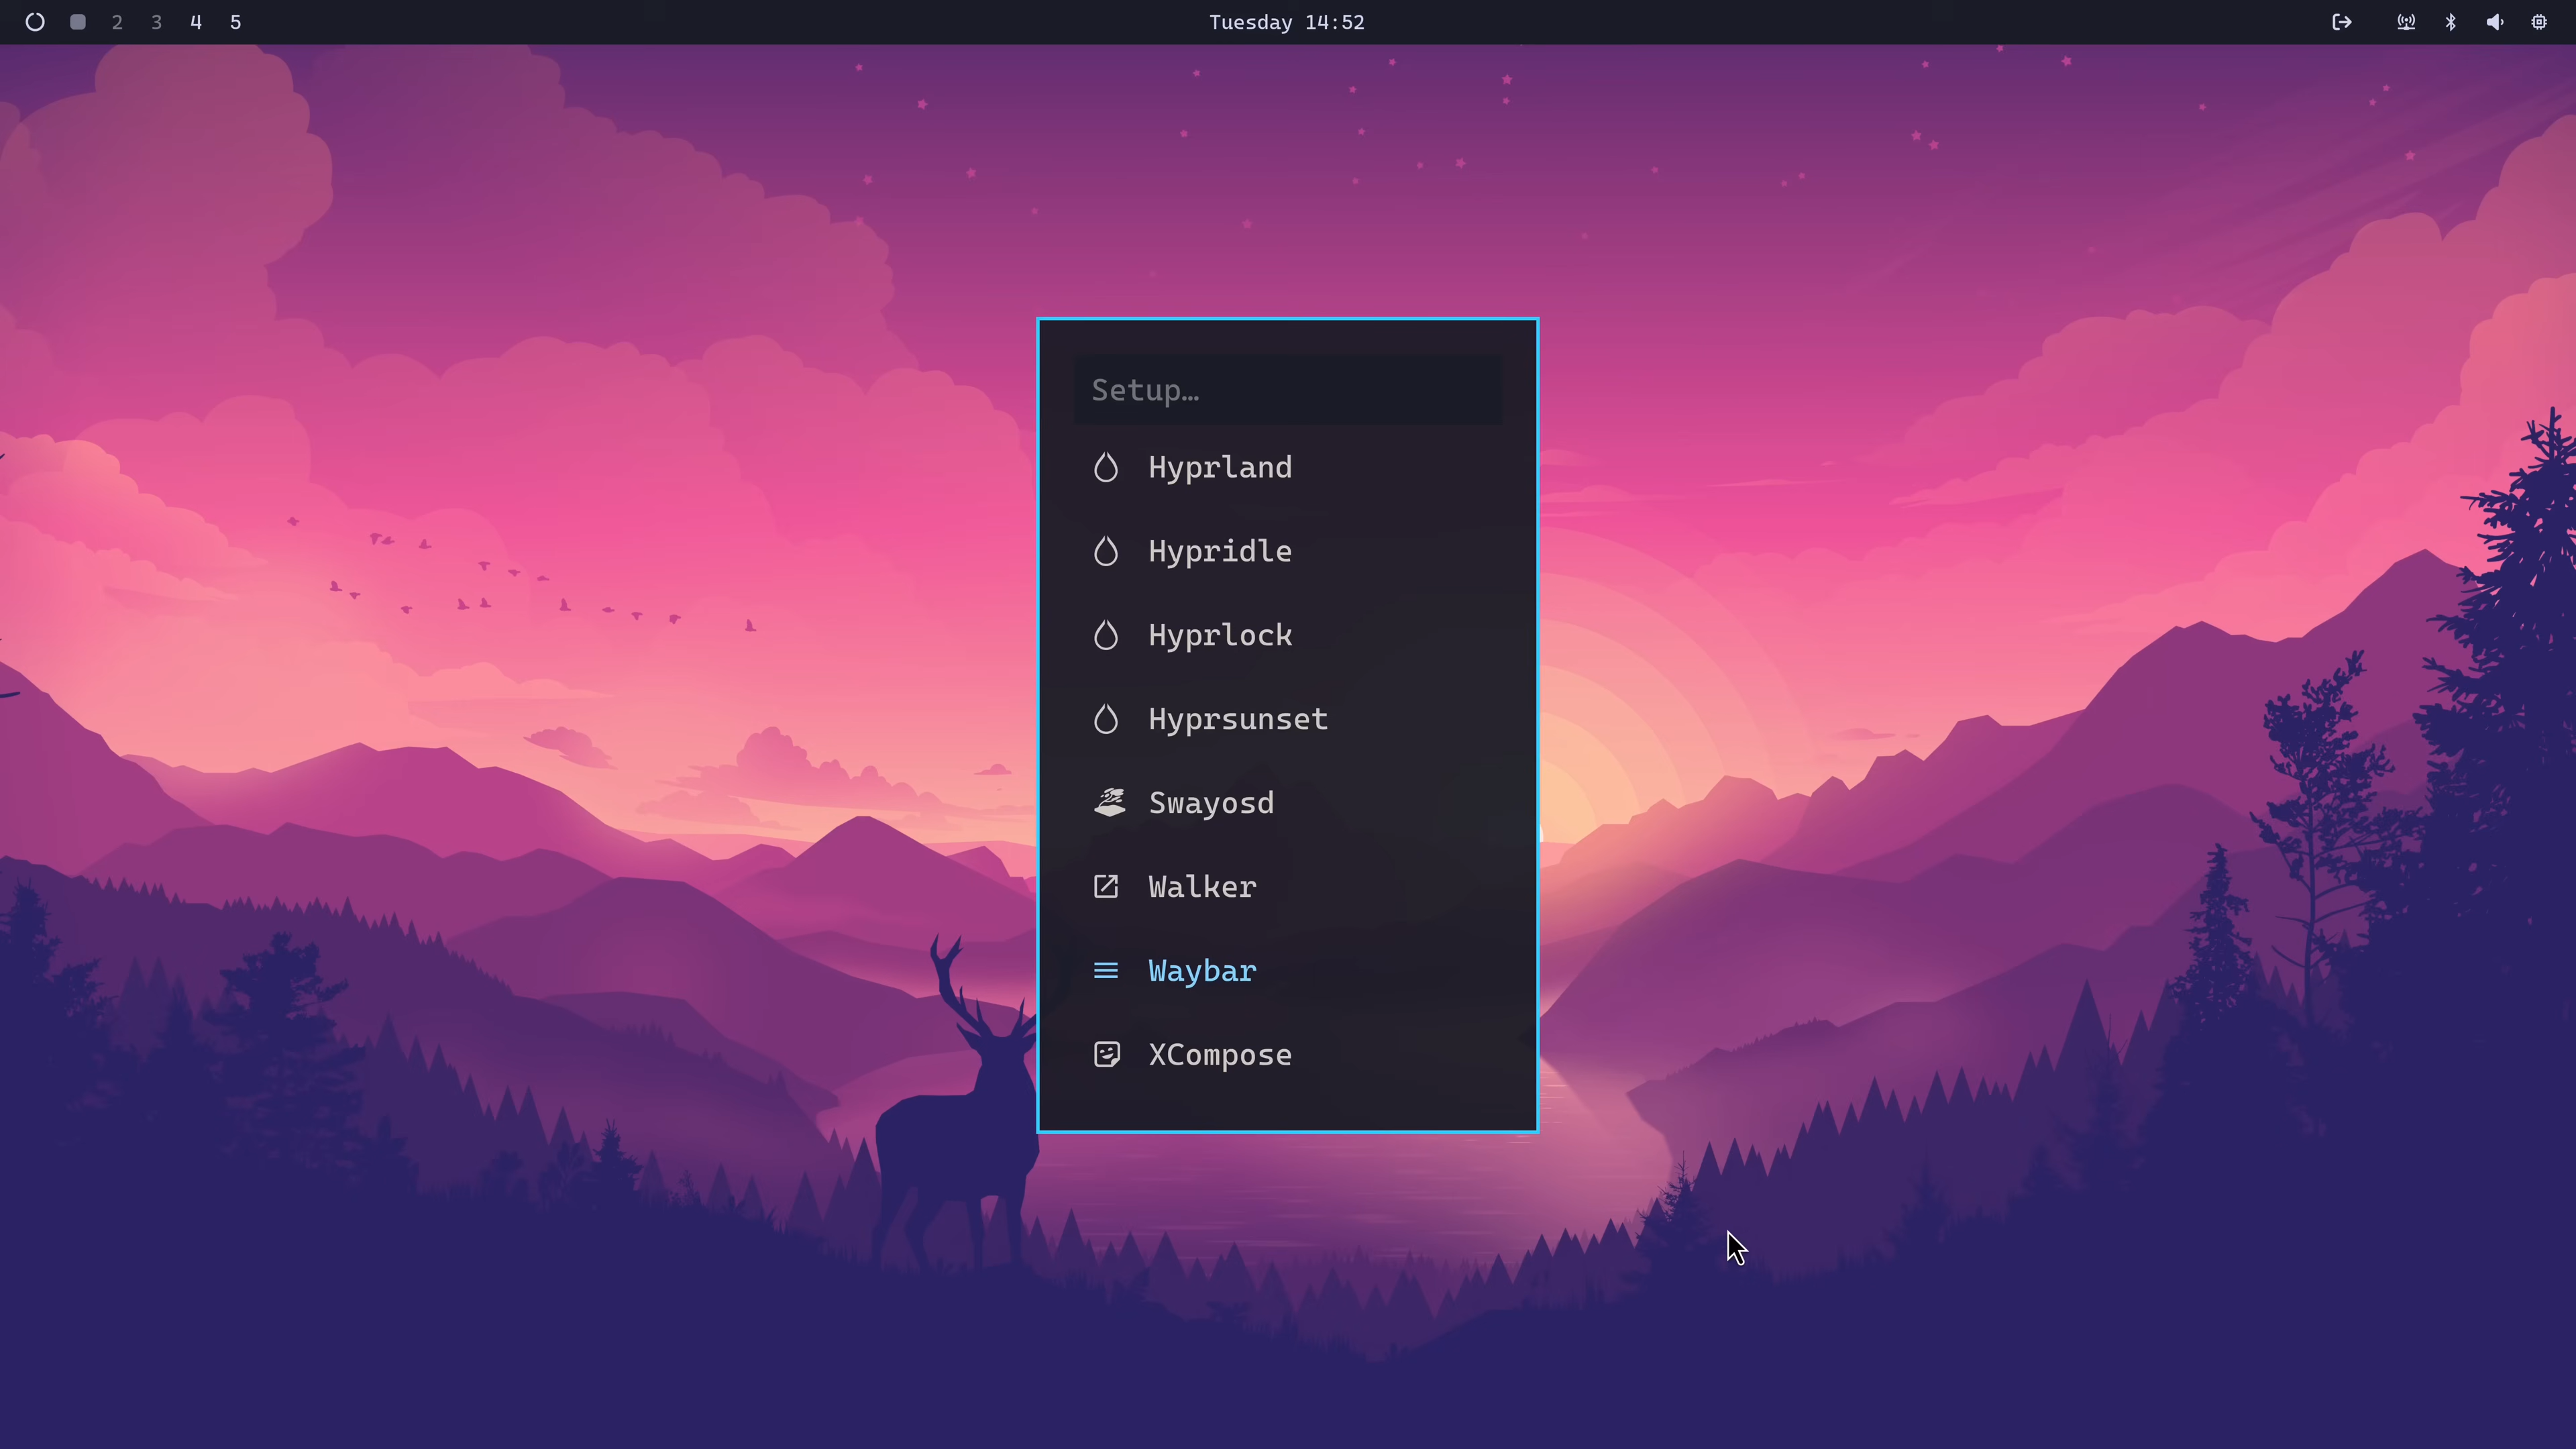 2 3 4 5
Tuesday 14:52
Setup…
Hyprland
Hypridle
Hyprlock
Hyprsunset
Swayosd
Walker
Waybar
XCompose